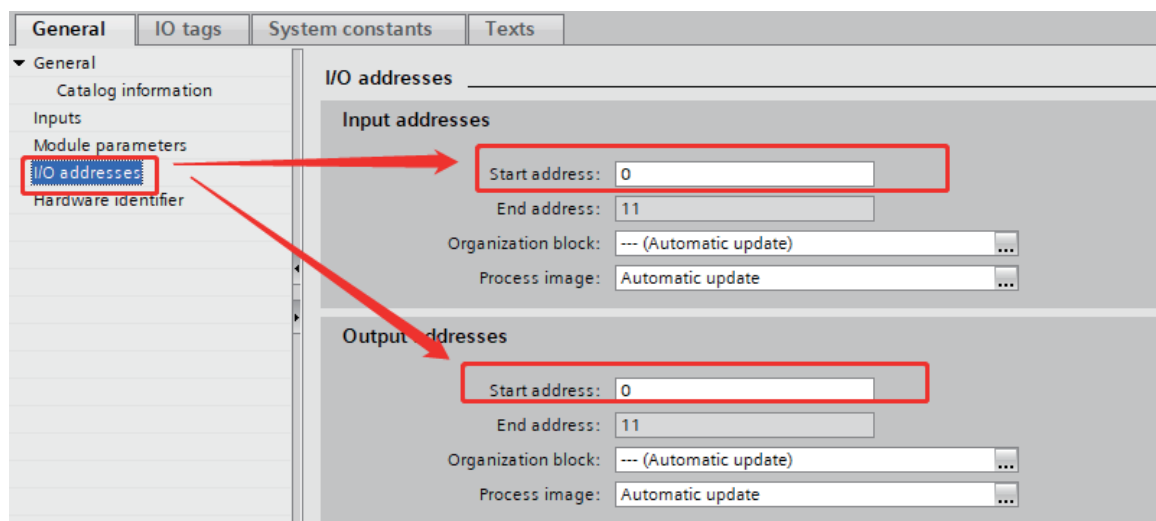 General IO tags System constants Texts
General
Catalog information
Inputs
Module parameters
I/O addresses
Hardware identifier
I/O addresses
Input addresses
Start address: 0
End address: 11
Organization block: --- (Automatic update) ...
Process image: Automatic update ...
Output addresses
Start address: 0
End address: 11
Organization block: --- (Automatic update) ...
Process image: Automatic update ...